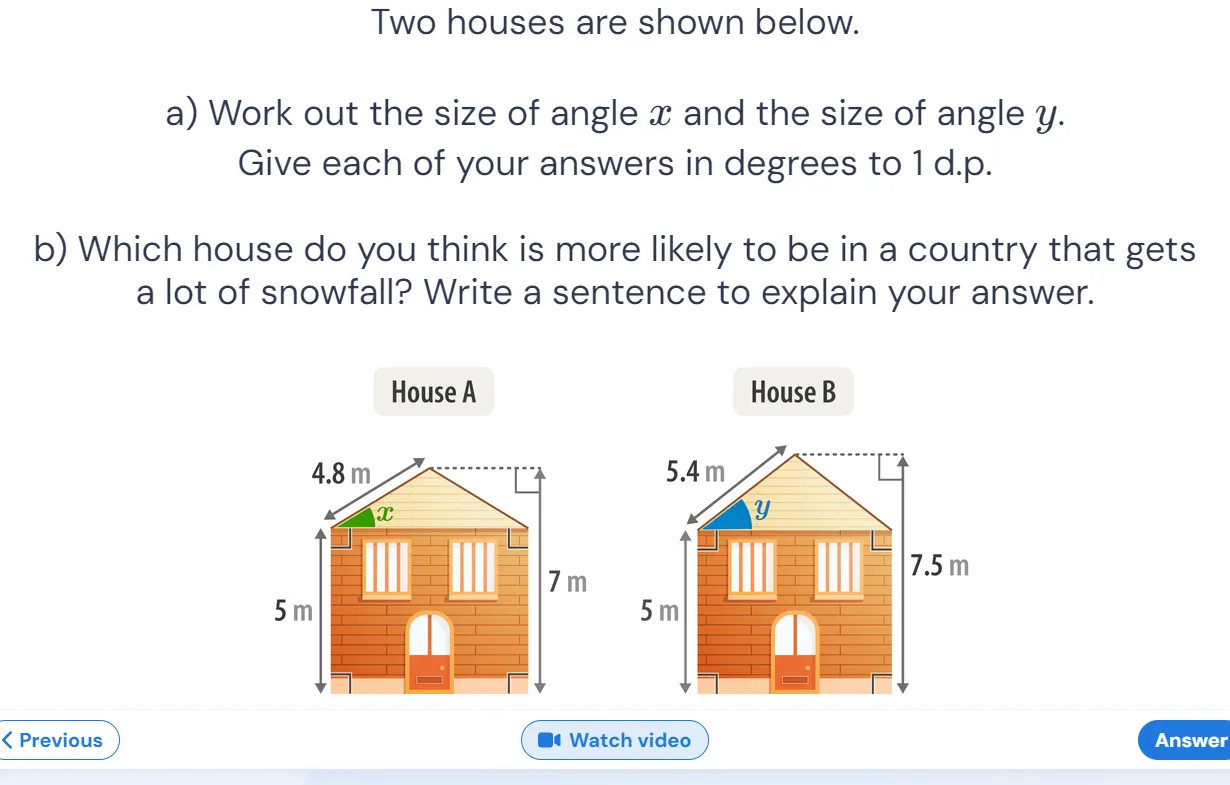 Two houses are shown below.
a) Work out the size of angle x and the size of angle y.
Give each of your answers in degrees to 1 d.p.
b) Which house do you think is more likely to be in a country that gets
a lot of snowfall? Write a sentence to explain your answer.
House A
House B
4.8 m
x
5 m
7 m
5.4 m
y
5 m
7.5 m
Previous
Watch video
Answer